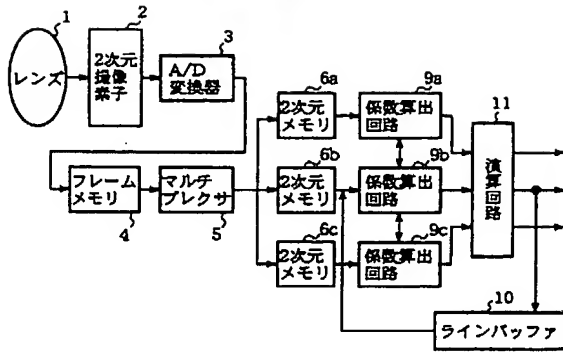 1
レンズ
2
2次元
撮像
素子
3
A/D
変換器
フレーム
メモリ
4
マルチ
プレクサ
5
6a
2次元
メモリ
6b
2次元
メモリ
6c
2次元
メモリ
9a
係数算出
回路
9b
係数算出
回路
9c
係数算出
回路
11
演算回路
10
ラインバッファ